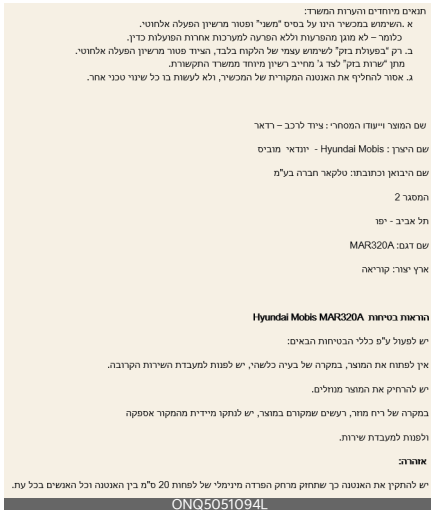 תנאים מיוחדים והערות המשרד:
א .השימוש במכשיר הינו על בסיס "משני" ופטור מרשיון הפעלה אלחוטי.
כלומר – לא מוגן מהפרעות וללא הפרעה למערכות אחרות הפועלות כדין.
ב. רק "בפעולת בזק" לשימוש עצמי של הלקוח בלבד, הציוד פטור מרשיון הפעלה אלחוטי.
מתן "שרות בזק" לצד ג' מחייב רשיון מיוחד ממשרד התקשורת.
ג. אסור להחליף את האנטנה המקורית של המכשיר, ולא לעשות בו כל שינוי טכני אחר.
שם המוצר וייעודו המסחרי : ציוד לרכב – רדאר
שם היצרן : Hyundai Mobis - יונדאי מוביס
שם היבואן וכתובתו: טלקאר חברה בע"מ
המסגר 2
תל אביב - יפו
שם דגם: MAR320A
ארץ יצור: קוריאה
הוראות בטיחות Hyundai Mobis MAR320A
יש לפעול ע"פ כללי הבטיחות הבאים:
אין לפתוח את המוצר, במקרה של בעיה כלשהי, יש לפנות למעבדת השירות הקרובה.
יש להרחיק את המוצר מנוזלים.
במקרה של ריח מוזר, רעשים שמקורם במוצר, יש לנתקו מיידית מהמקור אספקה
ולפנות למעבדת שירות.
אזהרה:
יש להתקין את האנטנה כך שתחזק מרחק הפרדה מינימלי של לפחות 20 ס"מ בין האנטנה וכל האנשים בכל עת.
ONQ5051094L